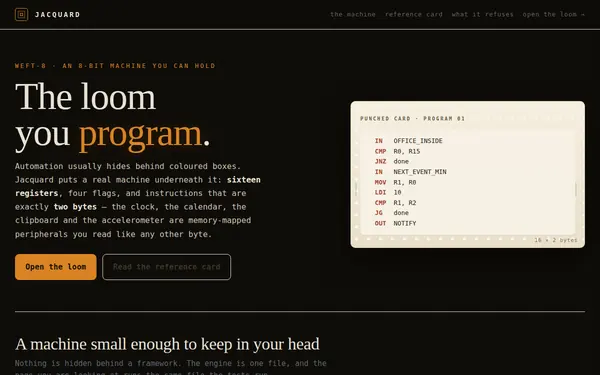 JACQUARD
the machine reference card what it refuses open the loom →
WEFT-8 · AN 8-BIT MACHINE YOU CAN HOLD
The loom
you program.
Automation usually hides behind coloured boxes.
Jacquard puts a real machine underneath it: sixteen
registers, four flags, and instructions that are
exactly two bytes — the clock, the calendar, the
clipboard and the accelerometer are memory-mapped
peripherals you read like any other byte.
Open the loom
Read the reference card
PUNCHED CARD · PROGRAM 01
IN OFFICE_INSIDE
CMP R0, R15
JNZ done
IN NEXT_EVENT_MIN
MOV R1, R0
LDI 10
CMP R1, R2
JG done
OUT NOTIFY
2 bytes
A machine small enough to keep in your head
Nothing is hidden behind a framework. The engine is one file, and the